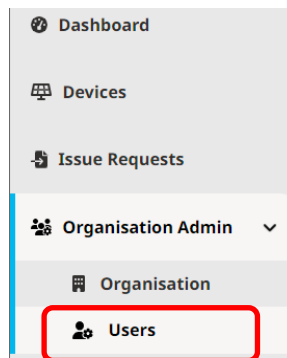 Dashboard
Devices
Issue Requests
Organisation Admin
Organisation
Users